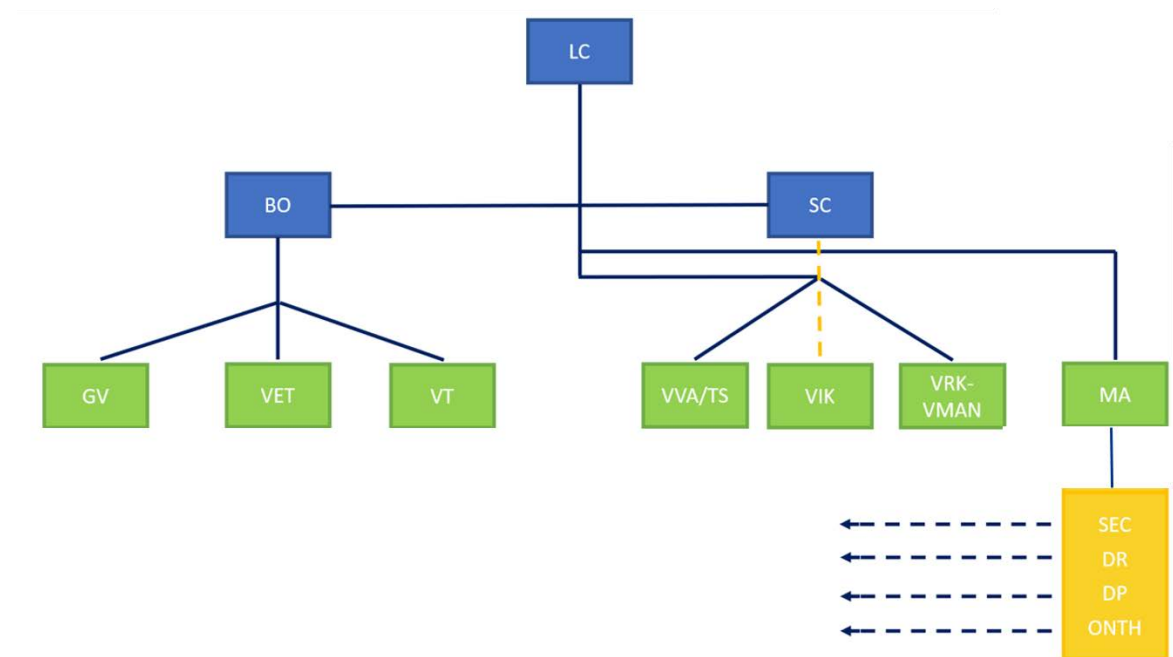 LC
BO
SC
GV
VET
VT
VVA/TS
VIK
VRK-
VMAN
MA
SEC
DR
DP
ONTH